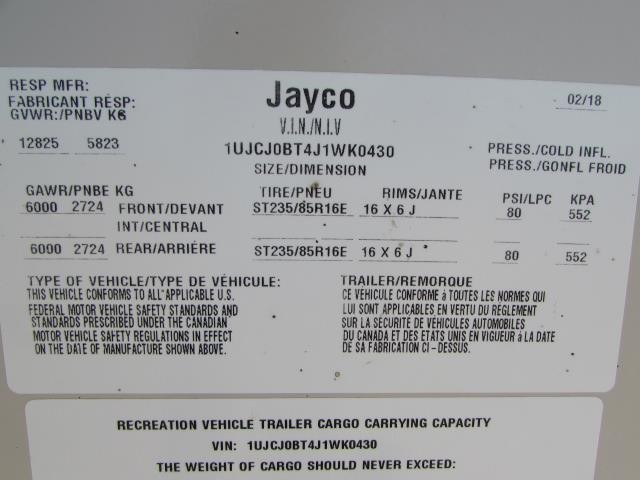 RESP MFR:
FABRICANT RÉSP:
GVWR:/PNBV KG
12825 5823
Jayco
V.I.N./N.I.V
1UJCJ0BT4J1WK0430
SIZE/DIMENSION
02/18
PRESS./COLD INFL.
PRESS./GONFL FROID
GAWR/PNBE KG TIRE/PNEU RIMS/JANTE PSI/LPC KPA
6000 2724 FRONT/DEVANT ST235/85R16E 16 X 6 J 80 552
INT/CENTRAL
6000 2724 REAR/ARRIÉRE ST235/85R16E 16 X 6 J 80 552
TYPE OF VEHICLE/TYPE DE VÉHICULE:
THIS VEHICLE CONFORMS TO ALL APPLICABLE U.S.
FEDERAL MOTOR VEHICLE SAFETY STANDARDS AND
STANDARDS PRESCRIBED UNDER THE CANADIAN
MOTOR VEHICLE SAFETY REGULATIONS IN EFFECT
ON THE DATE OF MANUFACTURE SHOWN ABOVE.
TRAILER/REMORQUE
CE VÉHICULE CONFORME à TOUTES LES NORMES QUI
LUI SONT APPLICABLES EN VERTU DU RÈGLEMENT
SUR LA SÉCURITÉ DE VÉHICULES AUTOMOBILES
DU CANADA ET DES ÉTATS UNIS EN VIGUEUR à LA DATE
DE SA FABRICATION CI - DESSUS.
RECREATION VEHICLE TRAILER CARGO CARRYING CAPACITY
VIN: 1UJCJ0BT4J1WK0430
THE WEIGHT OF CARGO SHOULD NEVER EXCEED: